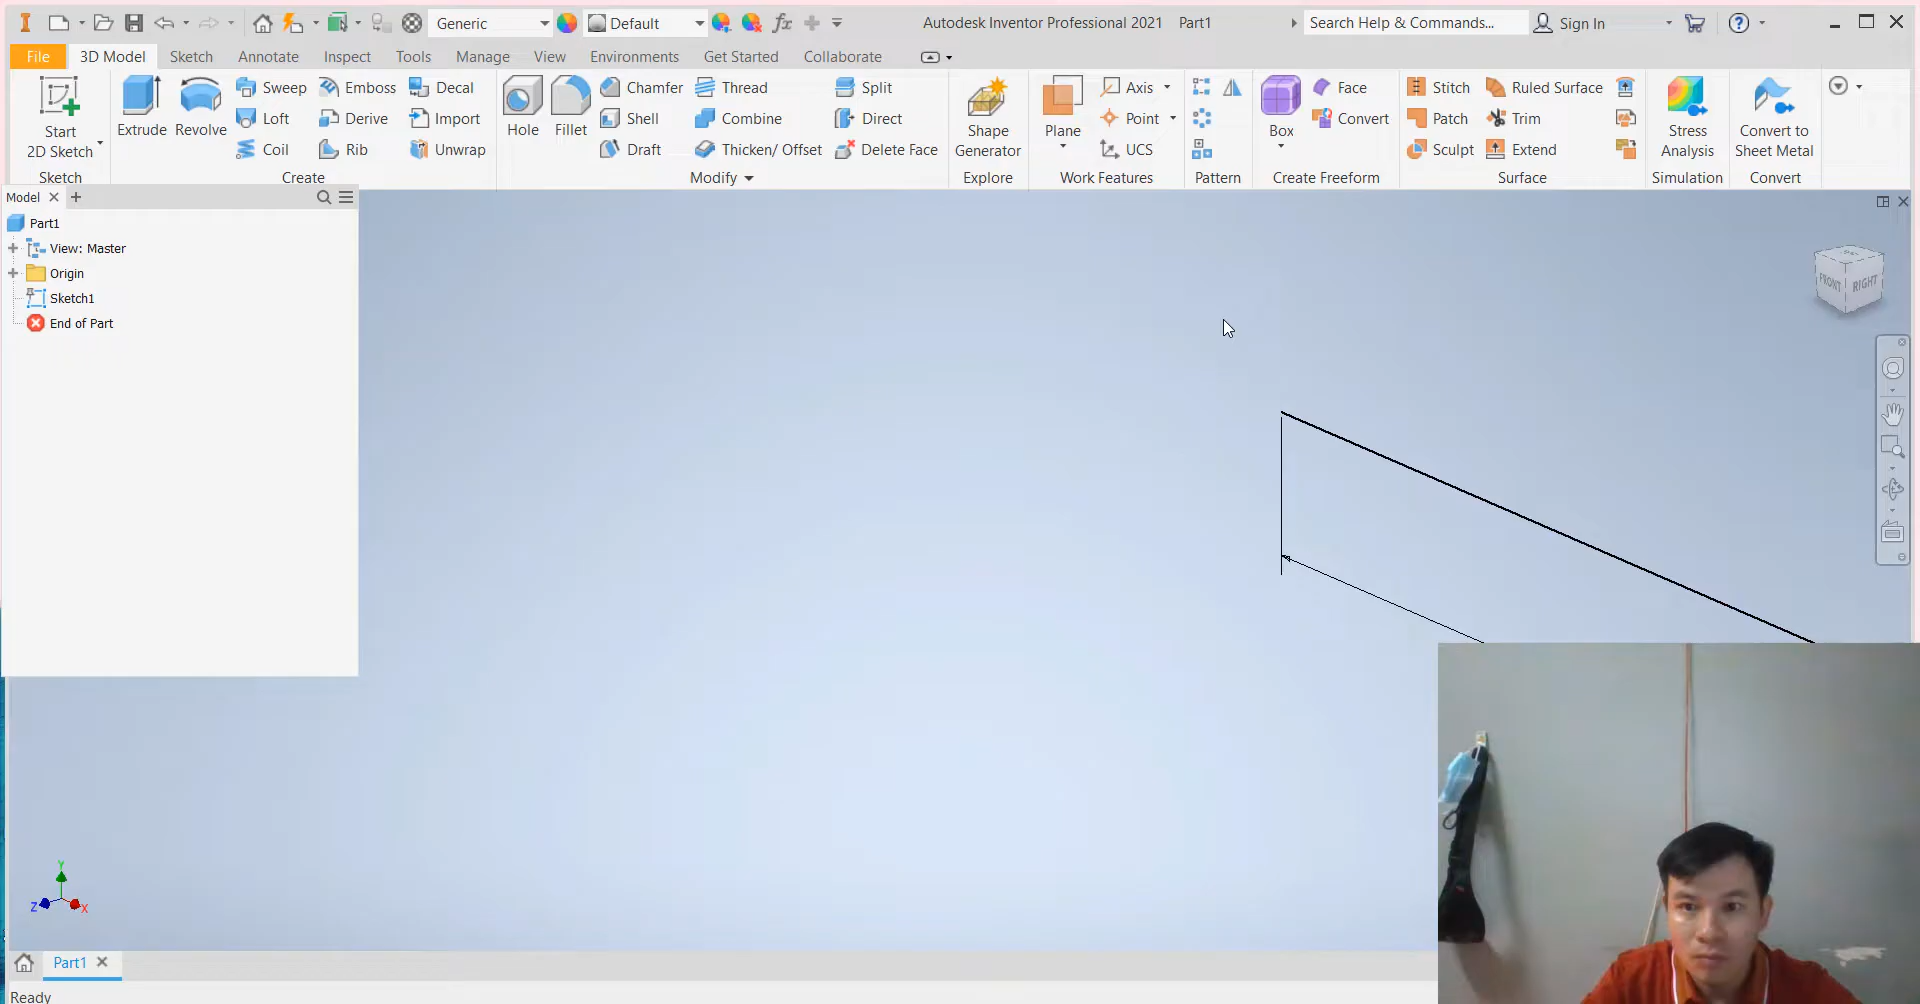 Generic
Default
Autodesk Inventor Professional 2021 Part1
Search Help & Commands...
Sign In
File 3D Model Sketch Annotate Inspect Tools Manage View Environments Get Started Collaborate
Start
2D Sketch
Sketch
Extrude
Revolve
Sweep
Loft
Coil
Emboss
Derive
Rib
Decal
Import
Unwrap
Create
Hole
Fillet
Chamfer
Shell
Draft
Thread
Combine
Thicken/ Offset
Split
Direct
Delete Face
Modify
Shape
Generator
Explore
Plane
Axis
Point
UCS
Work Features
Pattern
Box
Face
Convert
Create Freeform
Stitch
Patch
Sculpt
Ruled Surface
Trim
Extend
Surface
Stress
Analysis
Simulation
Convert to
Sheet Metal
Convert
Model
Part1
View: Master
Origin
Sketch1
End of Part
FRONT RIGHT
Y
Z X
Part1
Ready